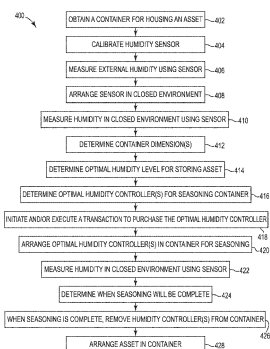 400
OBTAIN A CONTAINER FOR HOUSING AN ASSET 402
CALIBRATE HUMIDITY SENSOR 404
MEASURE EXTERNAL HUMIDITY USING SENSOR 406
ARRANGE SENSOR IN CLOSED ENVIRONMENT 408
MEASURE HUMIDITY IN CLOSED ENVIRONMENT USING SENSOR 410
DETERMINE CONTAINER DIMENSION(S) 412
DETERMINE OPTIMAL HUMIDITY LEVEL FOR STORING ASSET 414
DETERMINE OPTIMAL HUMIDITY CONTROLLER(S) FOR SEASONING CONTAINER 416
INITIATE AND/OR EXECUTE A TRANSACTION TO PURCHASE THE OPTIMAL HUMIDITY CONTROLLER
418
ARRANGE OPTIMAL HUMIDITY CONTROLLER(S) IN CONTAINER FOR SEASONING 420
MEASURE HUMIDITY IN CLOSED ENVIRONMENT USING SENSOR 422
DETERMINE WHEN SEASONING WILL BE COMPLETE 424
WHEN SEASONING IS COMPLETE, REMOVE HUMIDITY CONTROLLER(S) FROM CONTAINER
426
ARRANGE ASSET IN CONTAINER 428